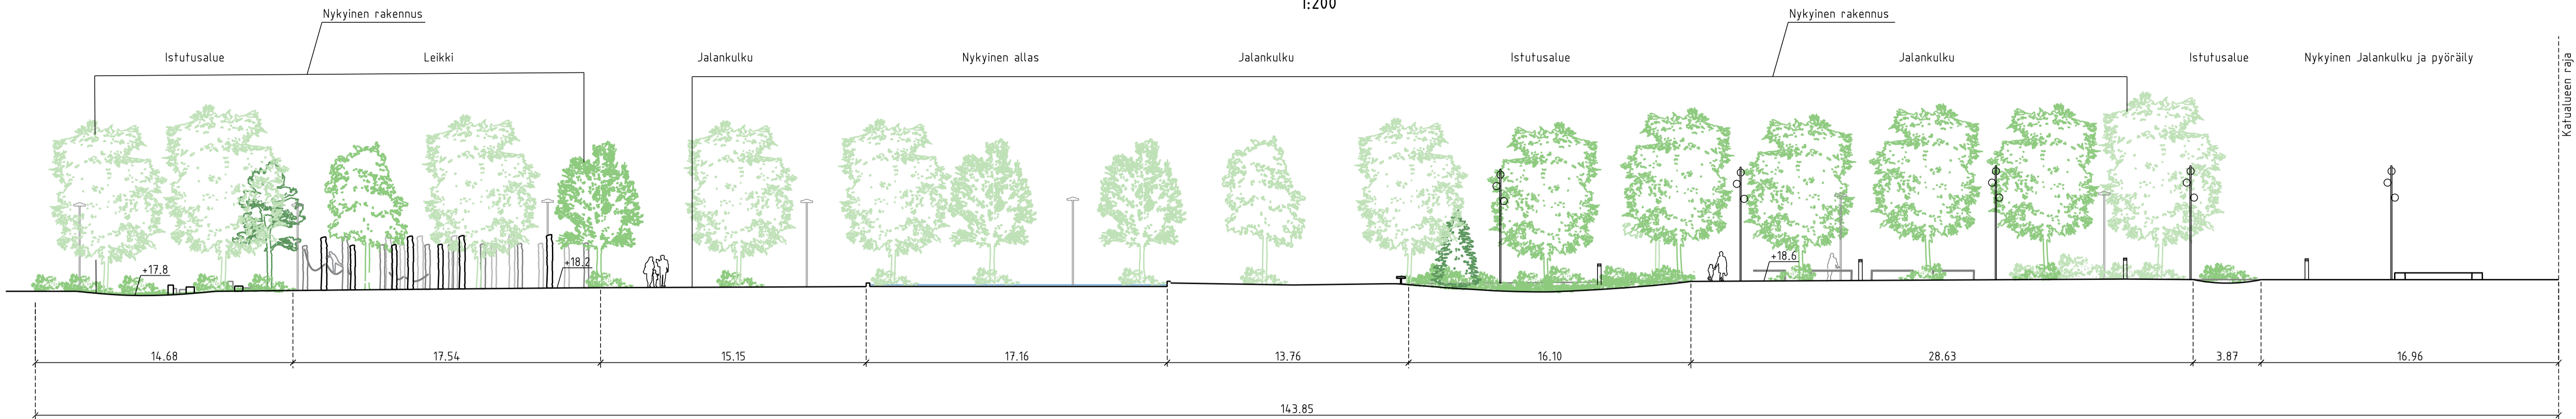 1:200
Nykyinen rakennus
Nykyinen rakennus
Istutusalue
Leikki
Jalankulku
Nykyinen allas
Jalankulku
Istutusalue
Jalankulku
Istutusalue
Nykyinen Jalankulku ja pyöräily
Katualueen raja
+17.8
+18.2
+18.6
14.68
17.54
15.15
17.16
13.76
16.10
28.63
3.87
16.96
143.85